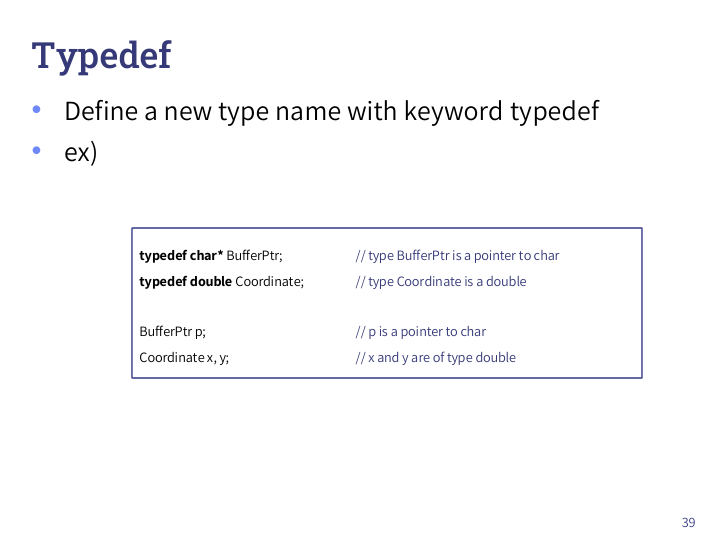 Typedef
• Define a new type name with keyword typedef
• ex)
typedef char* BufferPtr; // type BufferPtr is a pointer to char
typedef double Coordinate; // type Coordinate is a double
BufferPtr p; // p is a pointer to char
Coordinate x, y; // x and y are of type double
39